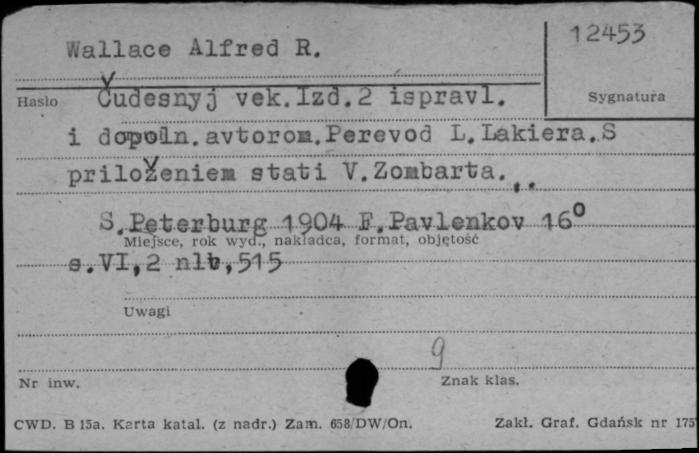 Wallace Alfred R.
12453
Hasło
Sygnatura
Čudesnyj vek.Izd.2 ispravl.
i dopoln.avtorom.Perevod L.Lakiera.S
priloženiem stati V.Zombarta.
S.Peterburg 1904 F.Pavlenkov 16⁰
Miejsce, rok wyd., nakładca, format, objętość
s.VI,2 nlb,515
Uwagi
9
Nr inw.
Znak klas.
CWD. B 15a. Karta katal. (z nadr.) Zam. 658/DW/On.
Zakł. Graf. Gdańsk nr 175